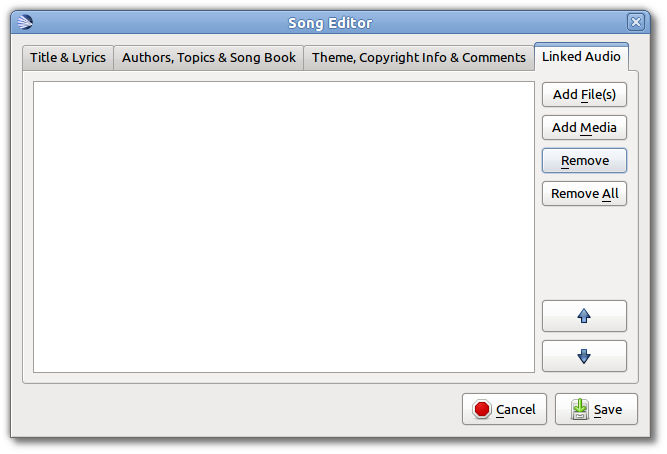 Song Editor
Title & Lyrics Authors, Topics & Song Book Theme, Copyright Info & Comments Linked Audio
Add File(s)
Add Media
Remove
Remove All
Cancel Save